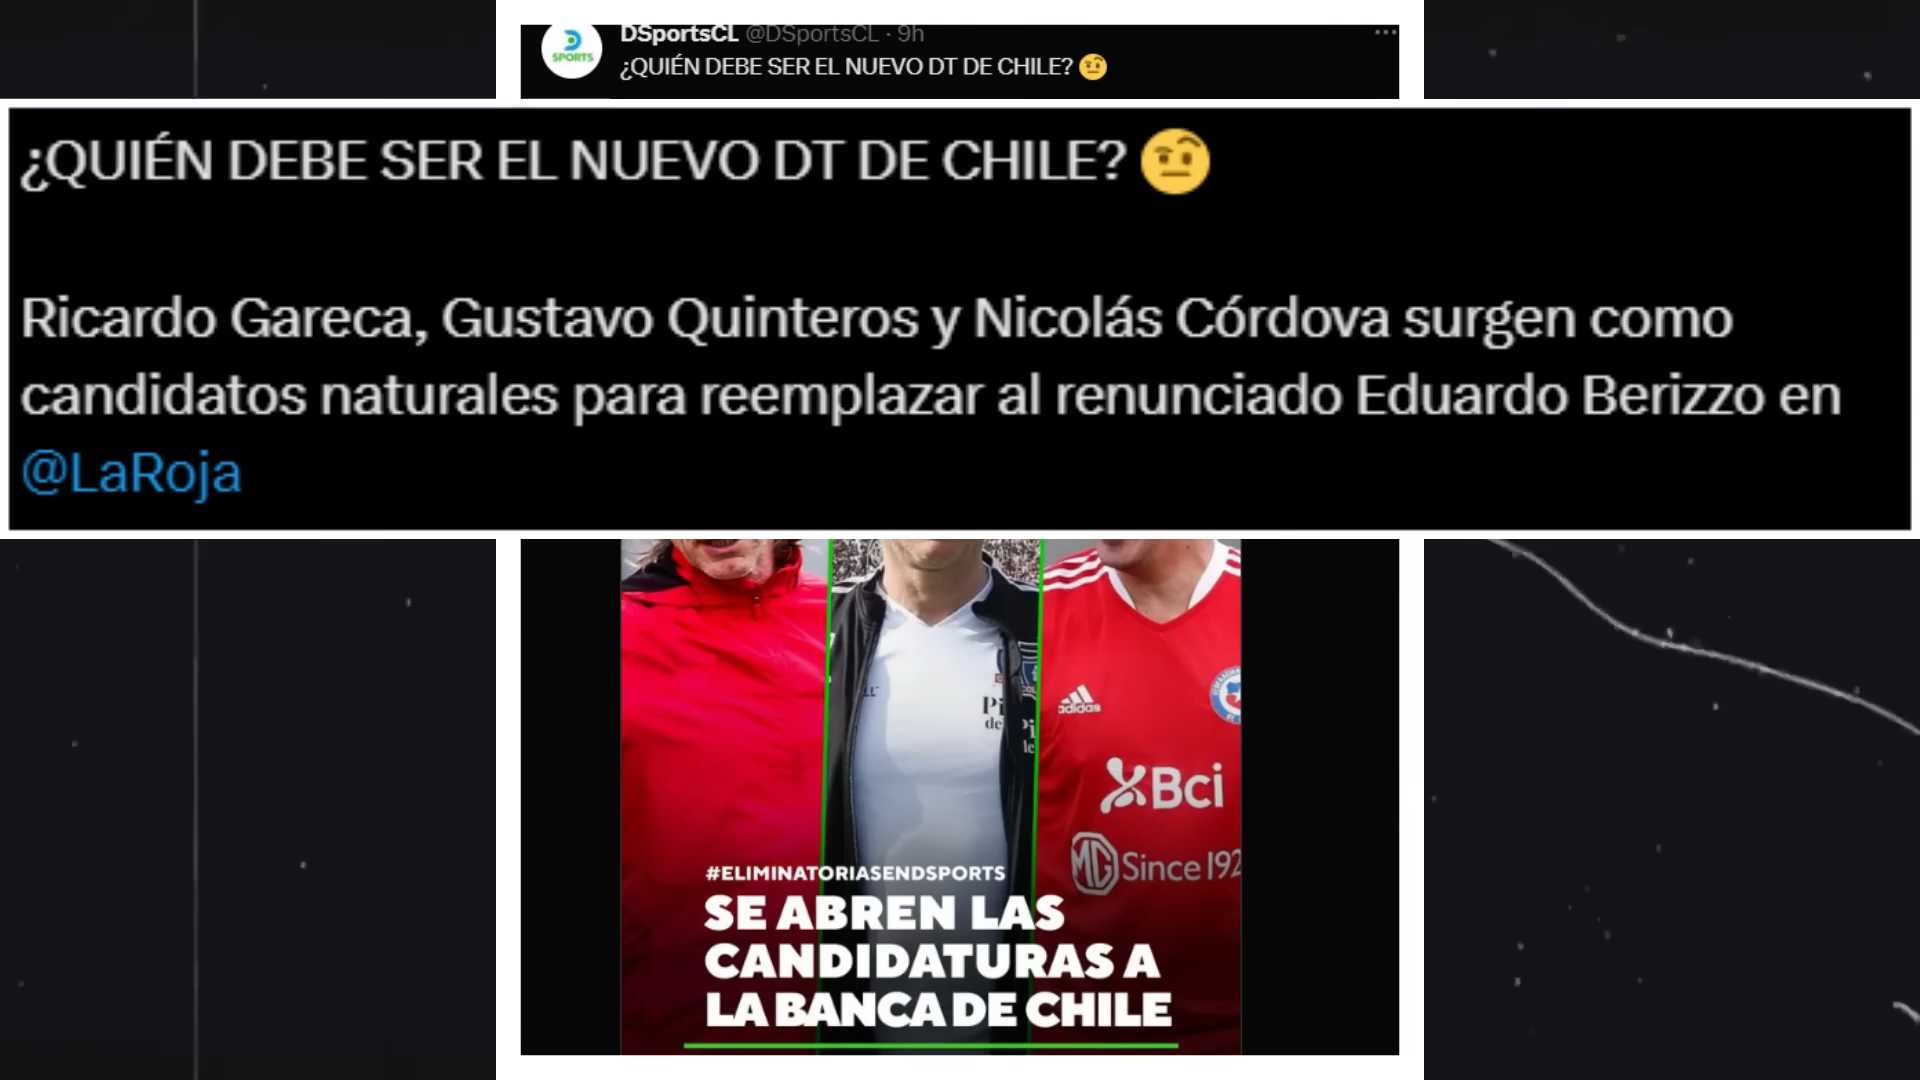 DSportsCL @DSportsCL · 9h
SPORTS
¿QUIÉN DEBE SER EL NUEVO DT DE CHILE? 🤨
¿QUIÉN DEBE SER EL NUEVO DT DE CHILE? 🤨
Ricardo Gareca, Gustavo Quinteros y Nicolás Córdova surgen como
candidatos naturales para reemplazar al renunciado Eduardo Berizzo en
@LaRoja
adidas
Bci
MG Since 192
#ELIMINATORIASENDSPORTS
SE ABREN LAS
CANDIDATURAS A
LA BANCA DE CHILE